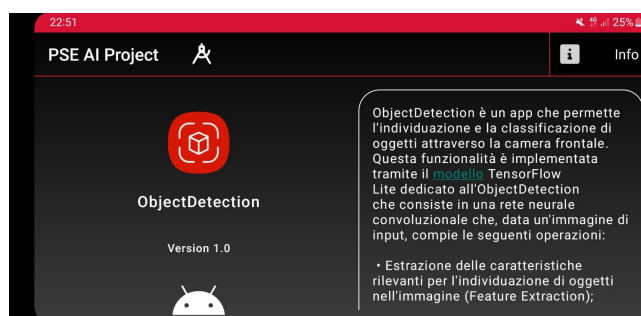 22:51
25%
PSE AI Project
Info
ObjectDetection
Version 1.0
ObjectDetection è un app che permette
l'individuazione e la classificazione di
oggetti attraverso la camera frontale.
Questa funzionalità è implementata
tramite il modello TensorFlow
Lite dedicato all'ObjectDetection
che consiste in una rete neurale
convoluzionale che, data un'immagine di
input, compie le seguenti operazioni:
• Estrazione delle caratteristiche
rilevanti per l'individuazione di oggetti
nell'immagine (Feature Extraction);